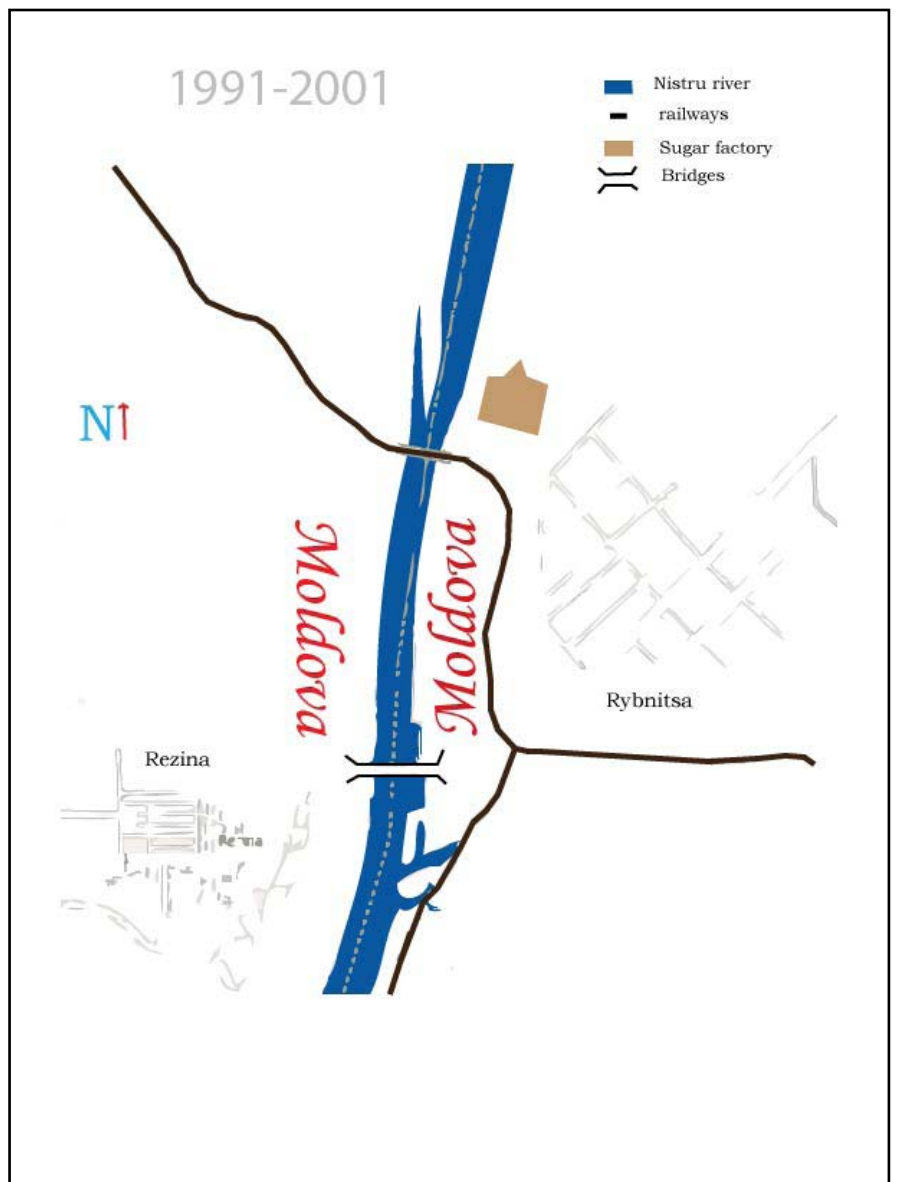 1991-2001
Nistru river
railways
Sugar factory
Bridges
N
Moldova
Moldova
Rybnitsa
Rezina